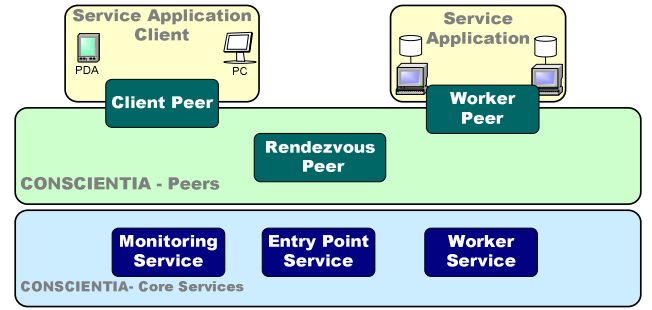 Service Application
Client
PDA
PC
Client Peer
Service
Application
Worker
Peer
Rendezvous
Peer
CONSCIENTIA - Peers
Monitoring
Service
Entry Point
Service
Worker
Service
CONSCIENTIA- Core Services